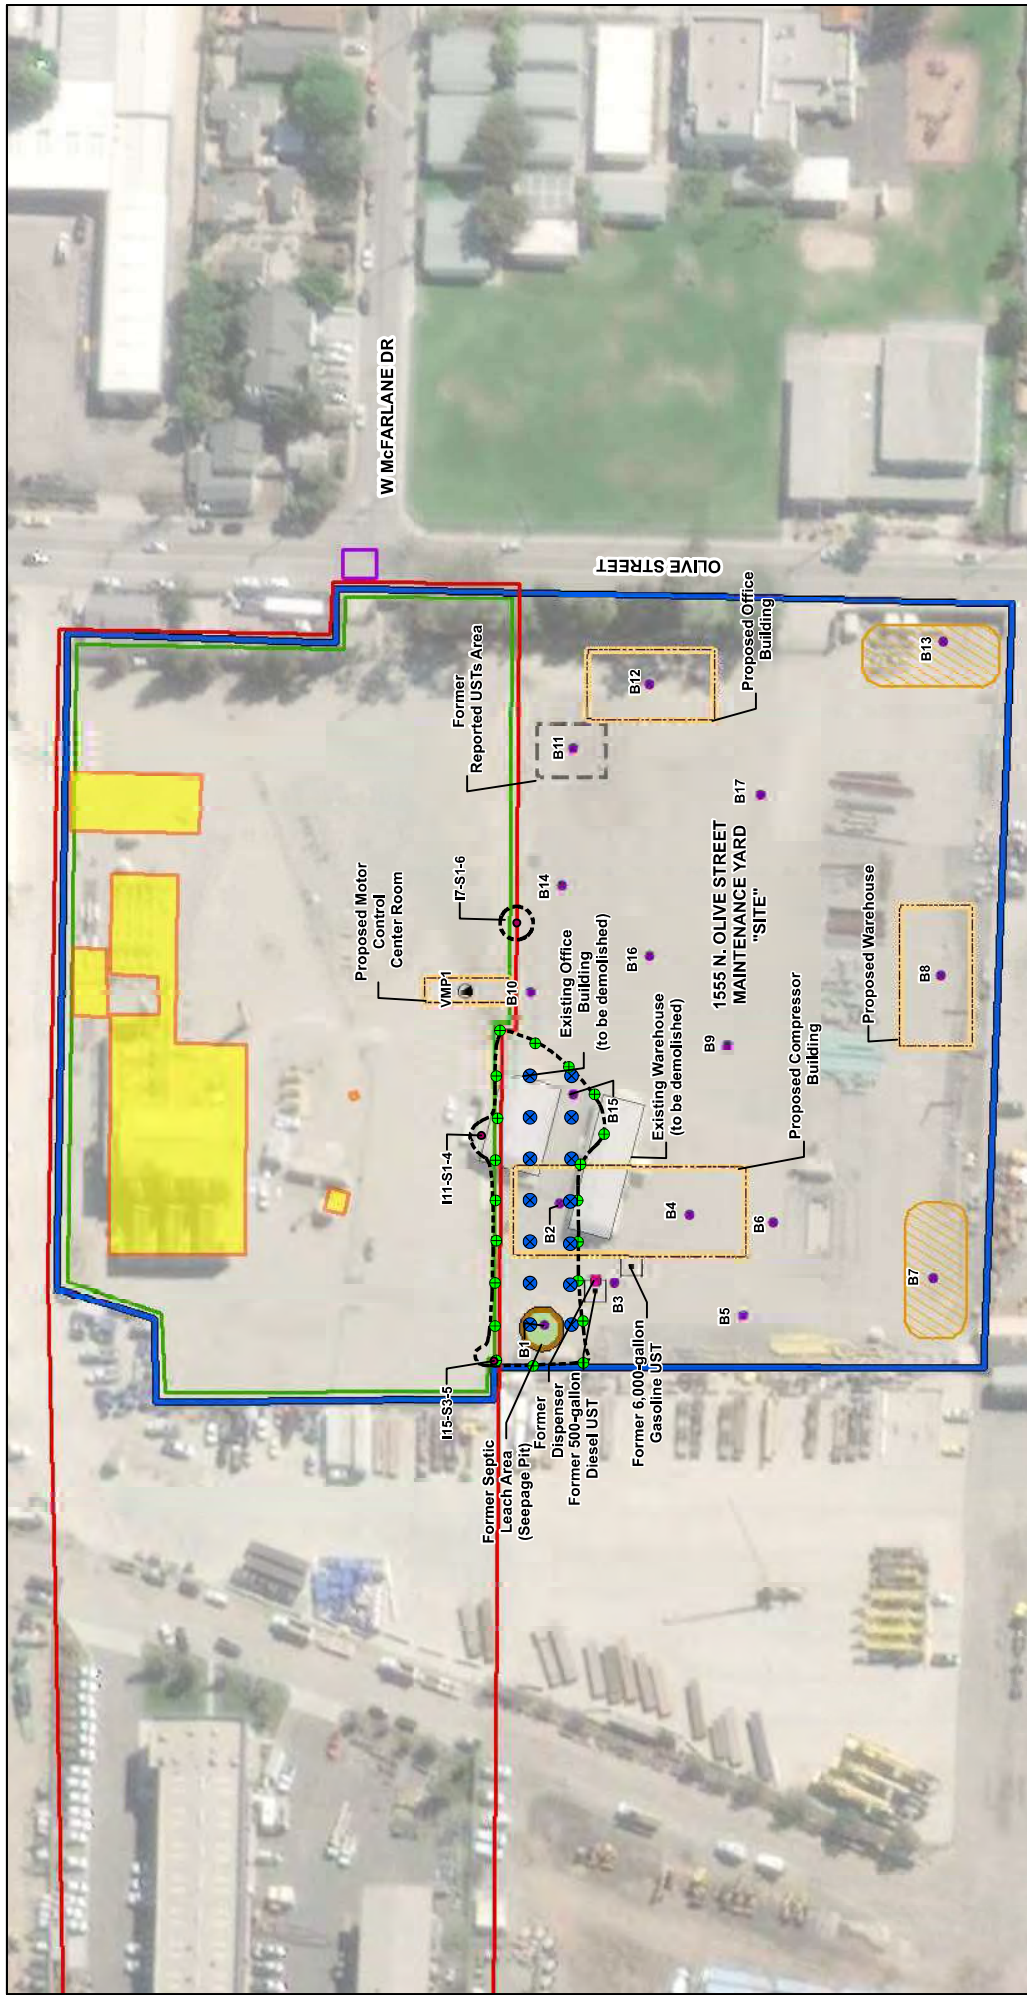 W McFARLANE DR
OLIVE STREET
Former
Reported USTs Area
Proposed Office
Building
B11
B12
B13
B14
B17
B16
I7-S1-6
Proposed Motor
Control
Center Room
VMP1
B10
Existing Office
Building
(to be demolished)
1555 N. OLIVE STREET
MAINTENANCE YARD
"SITE"
Proposed Warehouse
B8
B9
B15
Existing Warehouse
(to be demolished)
Proposed Compressor
Building
I11-S1-4
B2
B4
B6
B7
B3
B5
B1
I15-S3-5
Former Septic
Leach Area
(Seepage Pit)
Former
Dispenser
Former 500-gallon
Diesel UST
Former 6,000-gallon
Gasoline UST